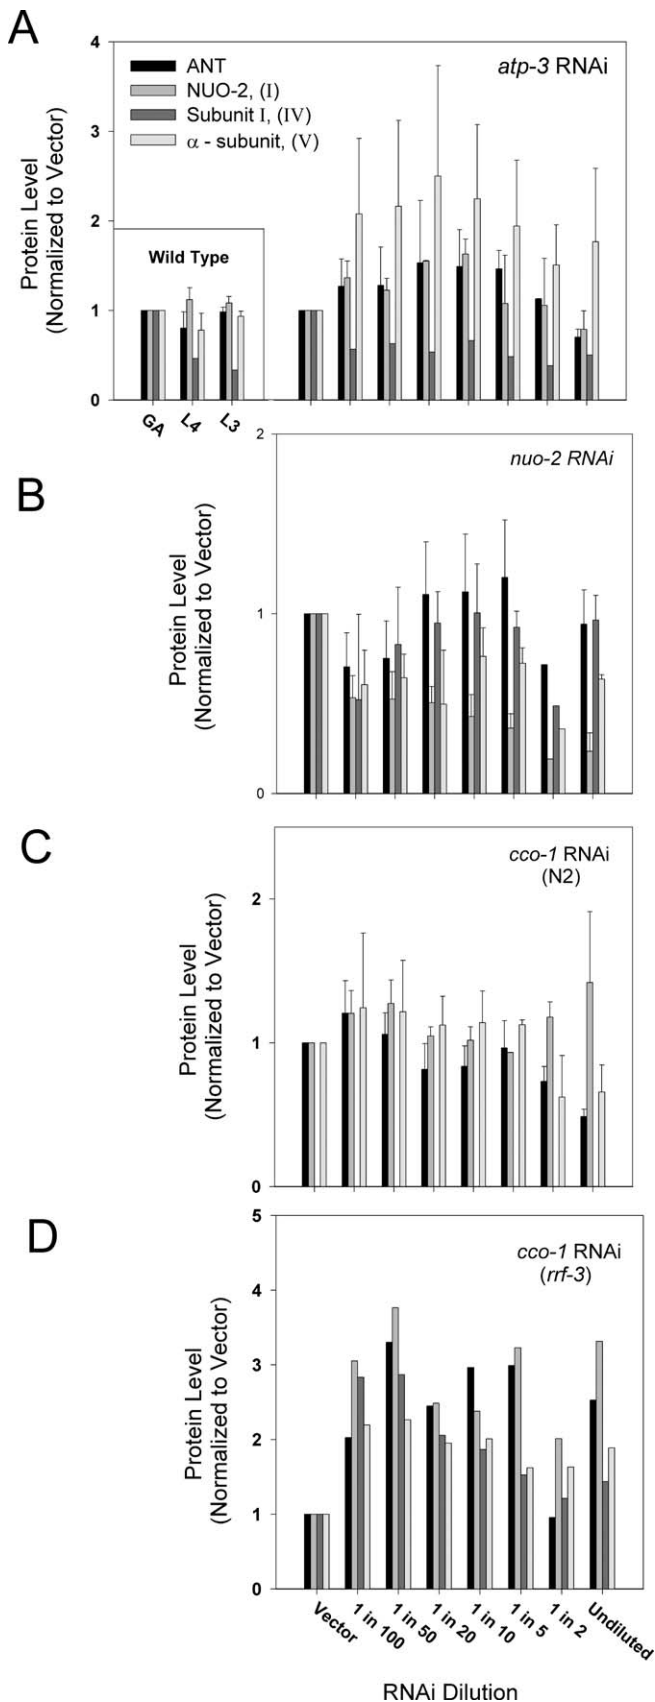 A
4
3
2
1
0
Protein Level
(Normalized to Vector)
ANT
NUO-2, (I)
Subunit I, (IV)
α - subunit, (V)
atp-3 RNAi
Wild Type
GA
L4
L3
B
2
1
0
Protein Level
(Normalized to Vector)
nuo-2 RNAi
C
2
1
0
Protein Level
(Normalized to Vector)
cco-1 RNAi
(N2)
D
5
4
3
2
1
0
Protein Level
(Normalized to Vector)
cco-1 RNAi
(rrf-3)
Vector
1 in 100
1 in 50
1 in 20
1 in 10
1 in 5
1 in 2
Undiluted
RNAi Dilution